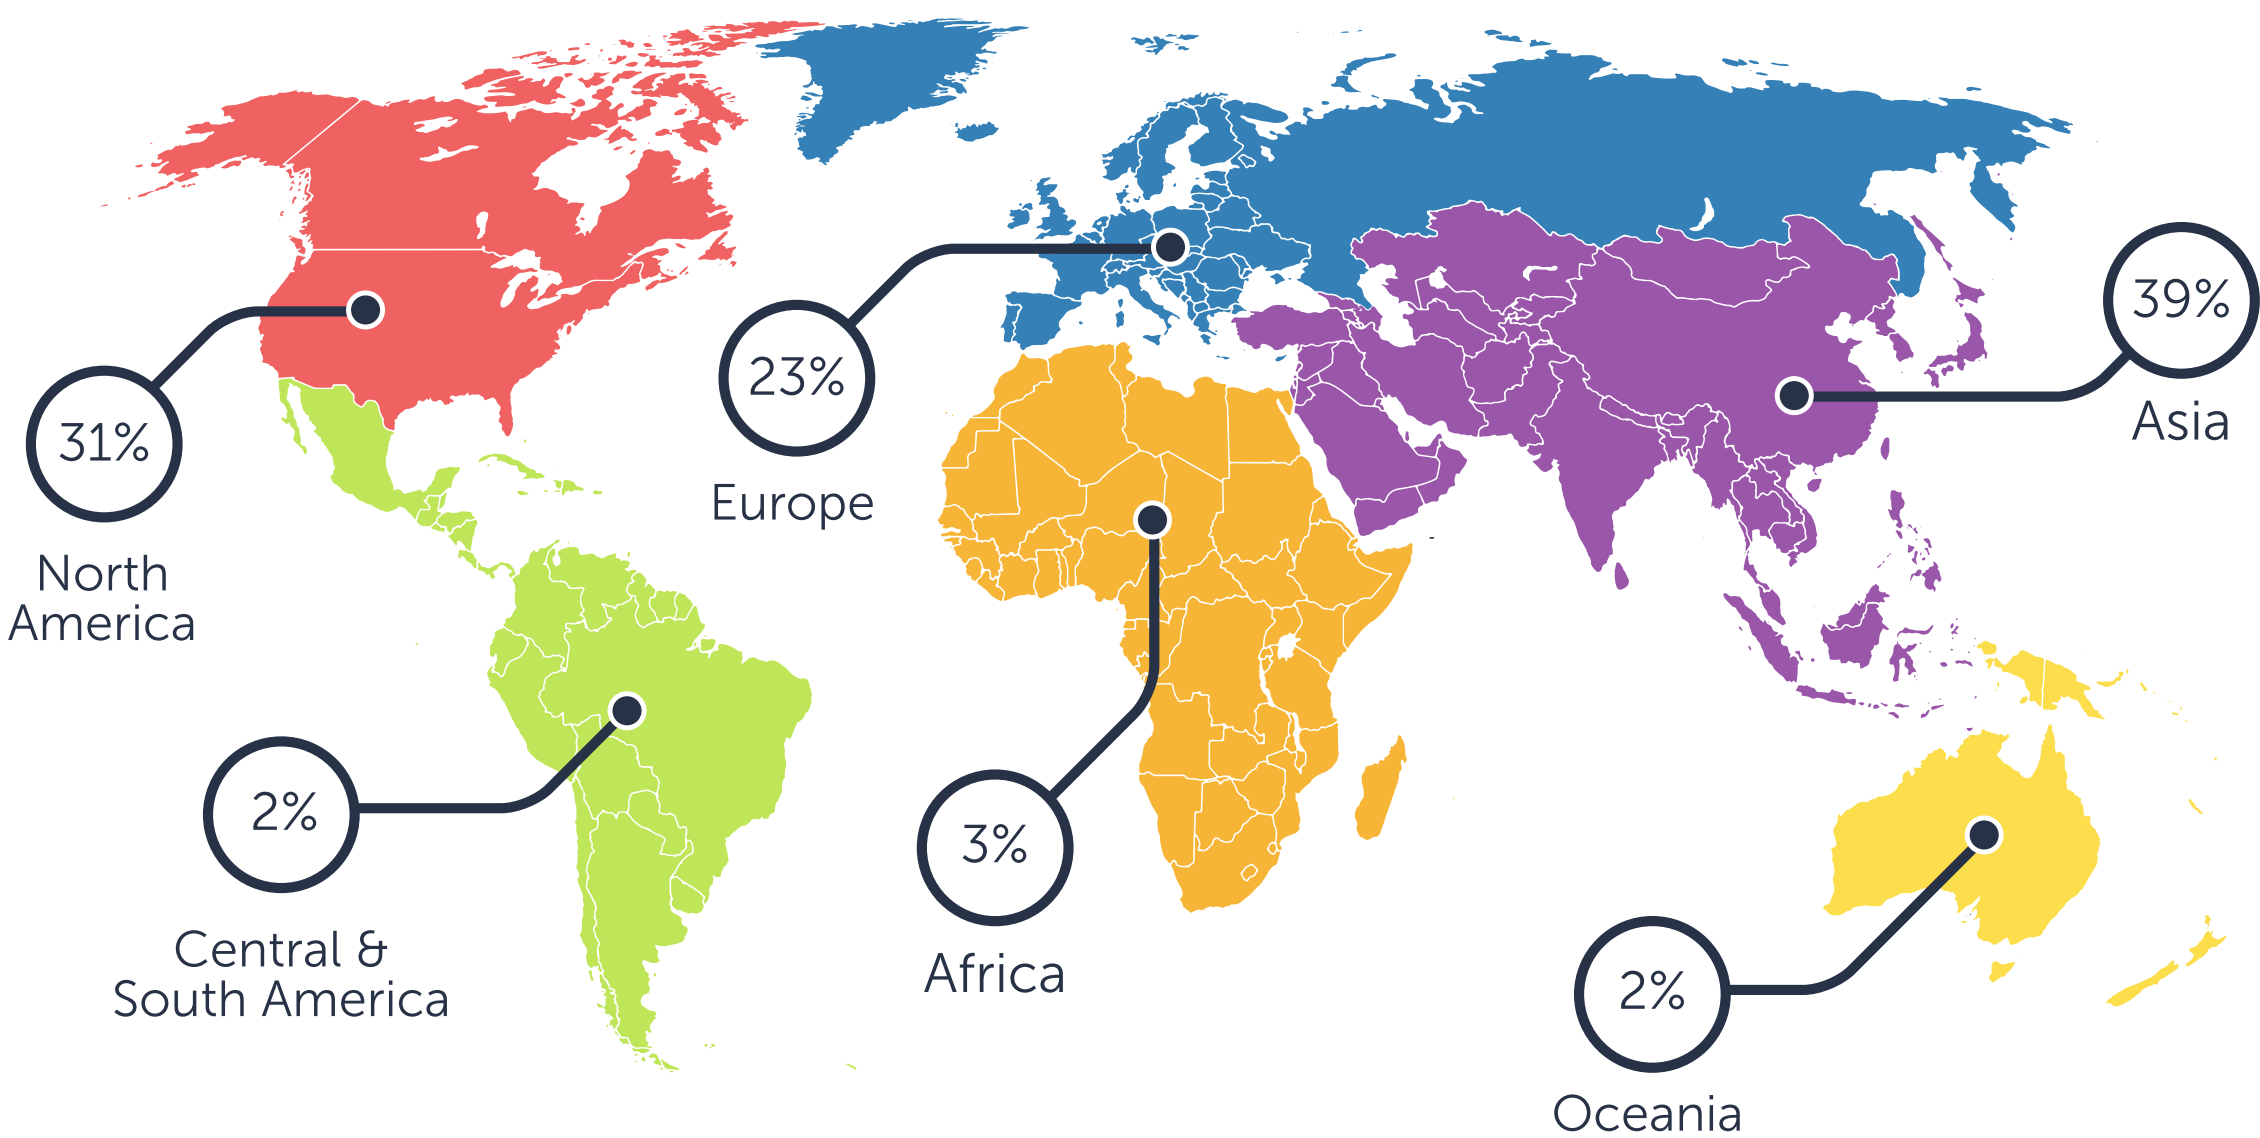 31%
North
America
23%
Europe
39%
Asia
2%
Central &
South America
3%
Africa
2%
Oceania